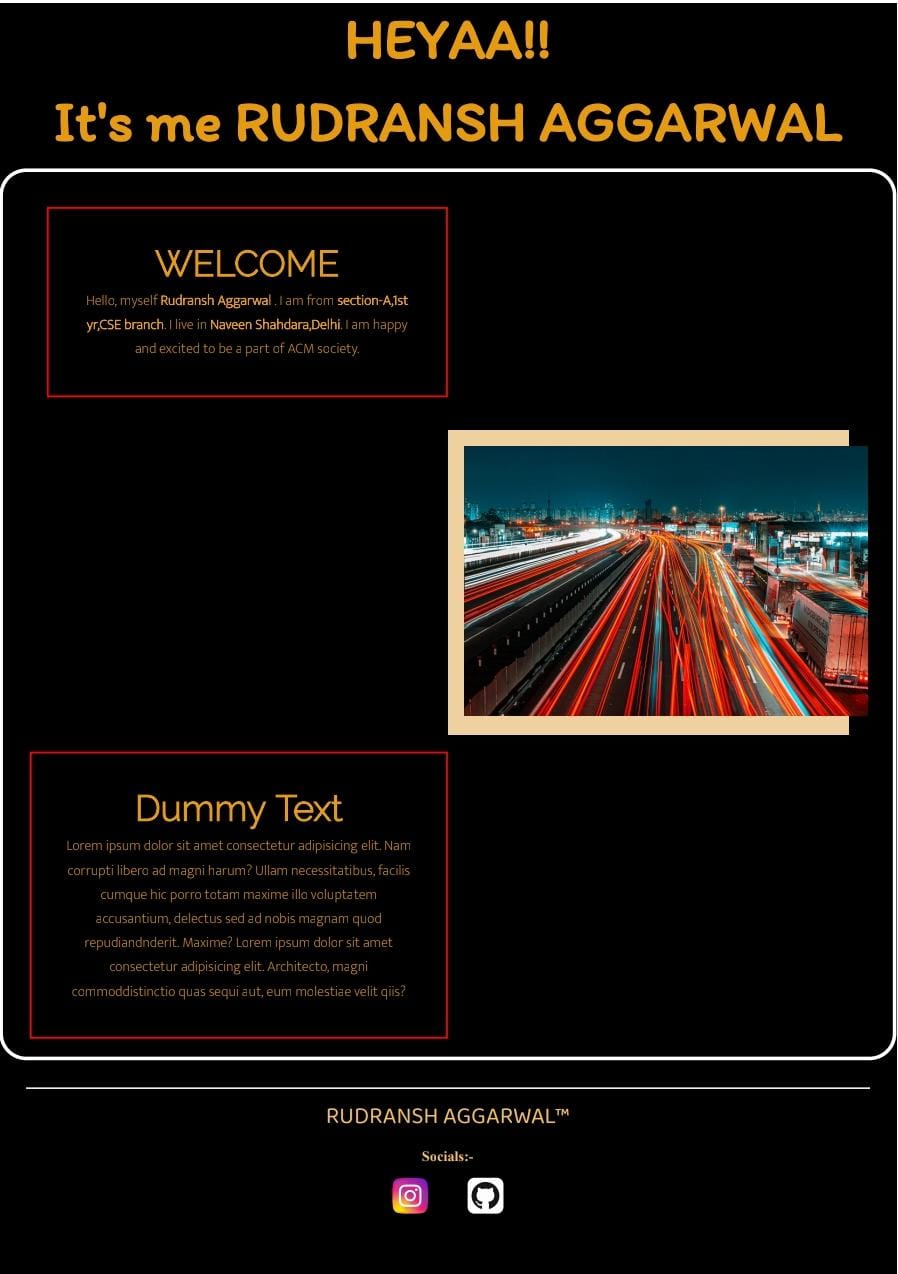 HEYAA!!
It's me RUDRANSH AGGARWAL
WELCOME
Hello, myself Rudransh Aggarwal . I am from section-A,1st
yr,CSE branch. I live in Naveen Shahdara,Delhi. I am happy
and excited to be a part of ACM society.
Dummy Text
Lorem ipsum dolor sit amet consectetur adipisicing elit. Nam
corrupti libero ad magni harum? Ullam necessitatibus, facilis
cumque hic porro totam maxime illo voluptatem
accusantium, delectus sed ad nobis magnam quod
repudiandnderit. Maxime? Lorem ipsum dolor sit amet
consectetur adipisicing elit. Architecto, magni
commoddistinctio quas sequi aut, eum molestiae velit qiis?
RUDRANSH AGGARWAL™
Socials:-